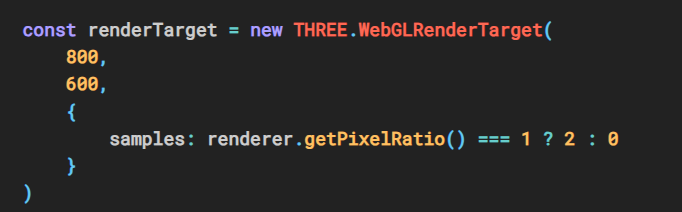 const renderTarget = new THREE.WebGLRenderTarget(
    800,
    600,
    {
        samples: renderer.getPixelRatio() === 1 ? 2 : 0
    }
)